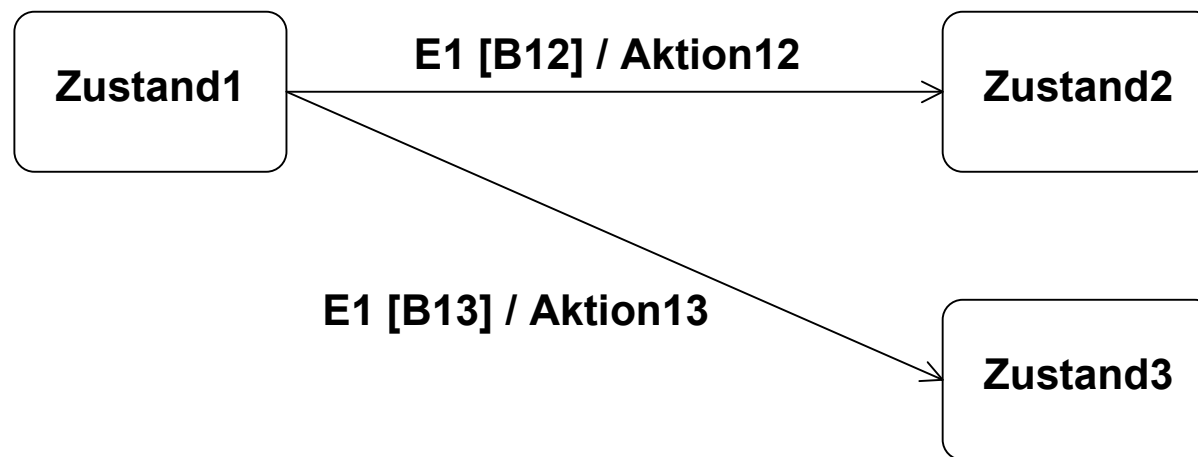 E1 [B12] / Aktion12
Zustand1
Zustand2
E1 [B13] / Aktion13
Zustand3